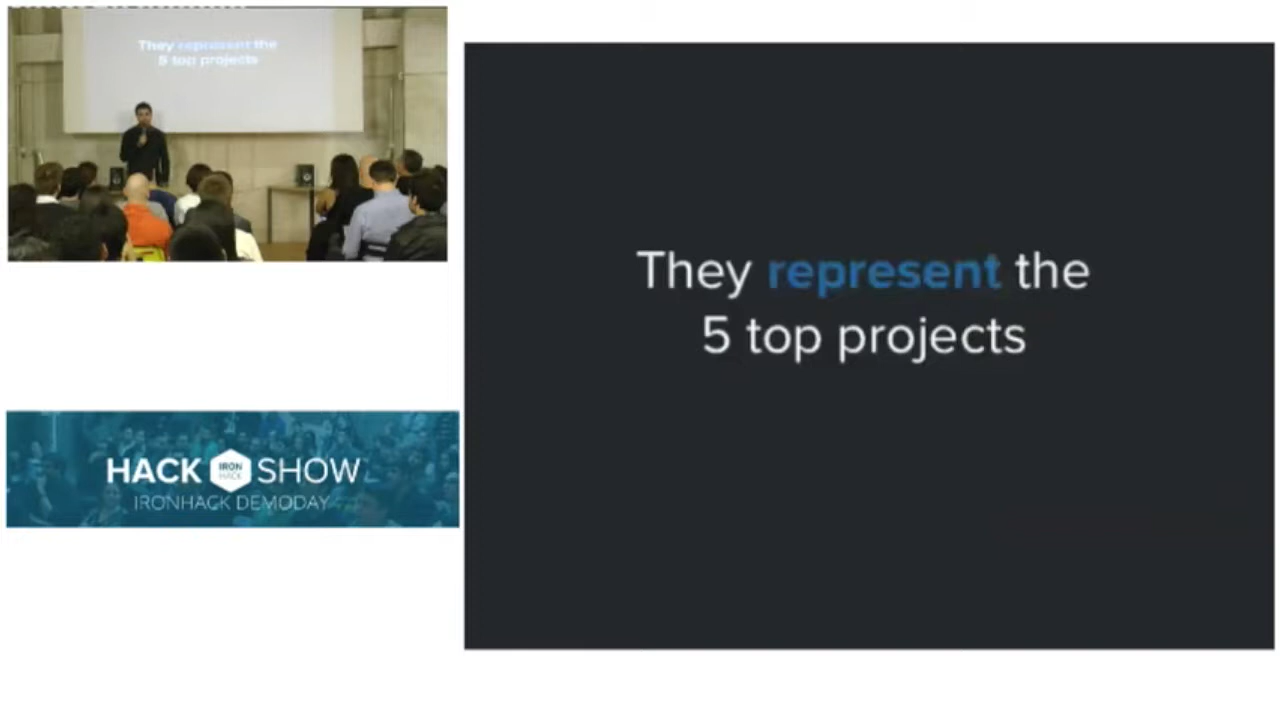 They represent the
5 top projects
They represent the
5 top projects
HACK IRON HACK SHOW
IRONHACK DEMODAY